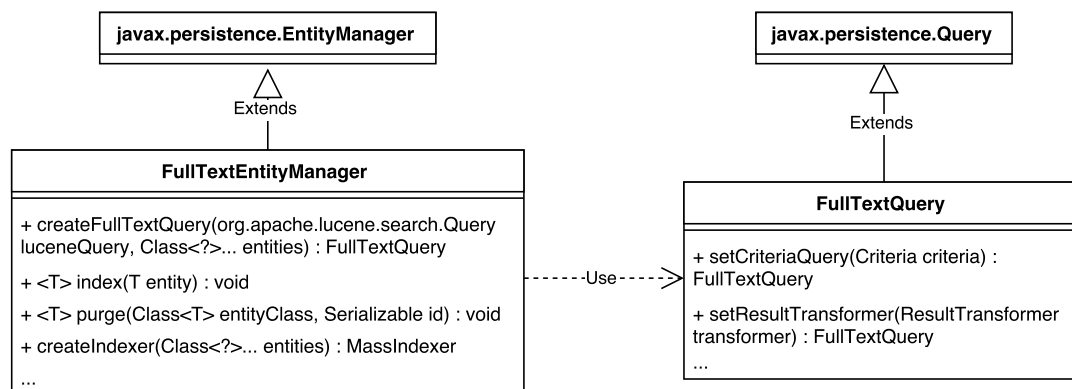 javax.persistence.EntityManager
Extends
FullTextEntityManager
+ createFullTextQuery(org.apache.lucene.search.Query
luceneQuery, Class<?>... entities) : FullTextQuery
+ <T> index(T entity) : void
+ <T> purge(Class<T> entityClass, Serializable id) : void
+ createIndexer(Class<?>... entities) : MassIndexer
...
Use
javax.persistence.Query
Extends
FullTextQuery
+ setCriteriaQuery(Criteria criteria) :
FullTextQuery
+ setResultTransformer(ResultTransformer
transformer) : FullTextQuery
...